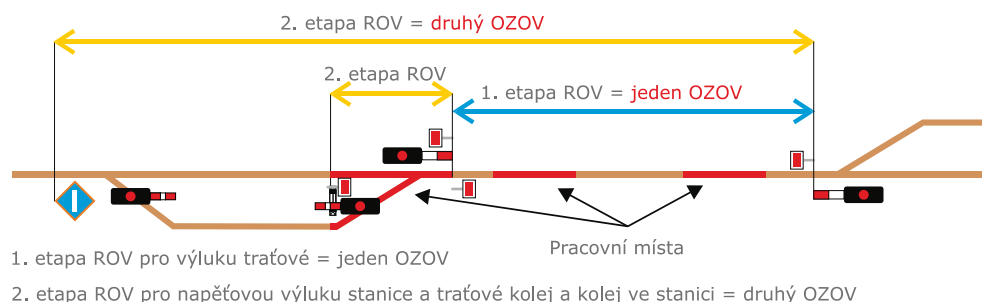 2. etapa ROV = druhý OZOV
2. etapa ROV
1. etapa ROV = jeden OZOV
Pracovní místa
1. etapa ROV pro výluku traťové = jeden OZOV
2. etapa ROV pro napěťovou výluku stanice a traťové kolej a kolej ve stanici = druhý OZOV